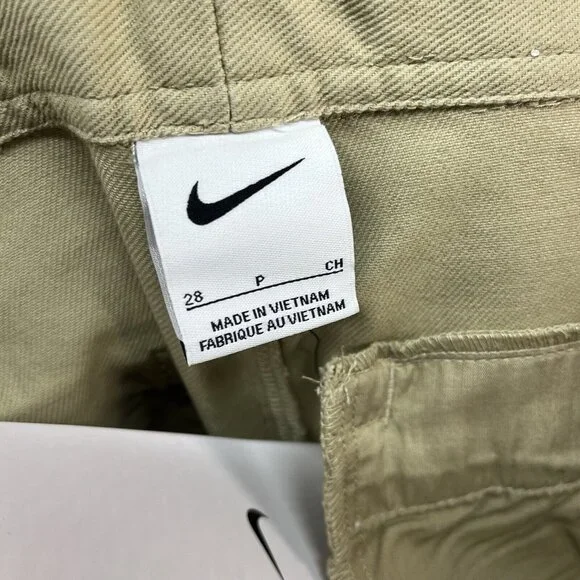 28 P CH
MADE IN VIETNAM
FABRIQUE AU VIETNAM